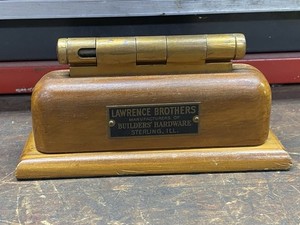 LAWRENCE BROTHERS
MANUFACTURERS OF
BUILDERS' HARDWARE
STERLING, ILL.